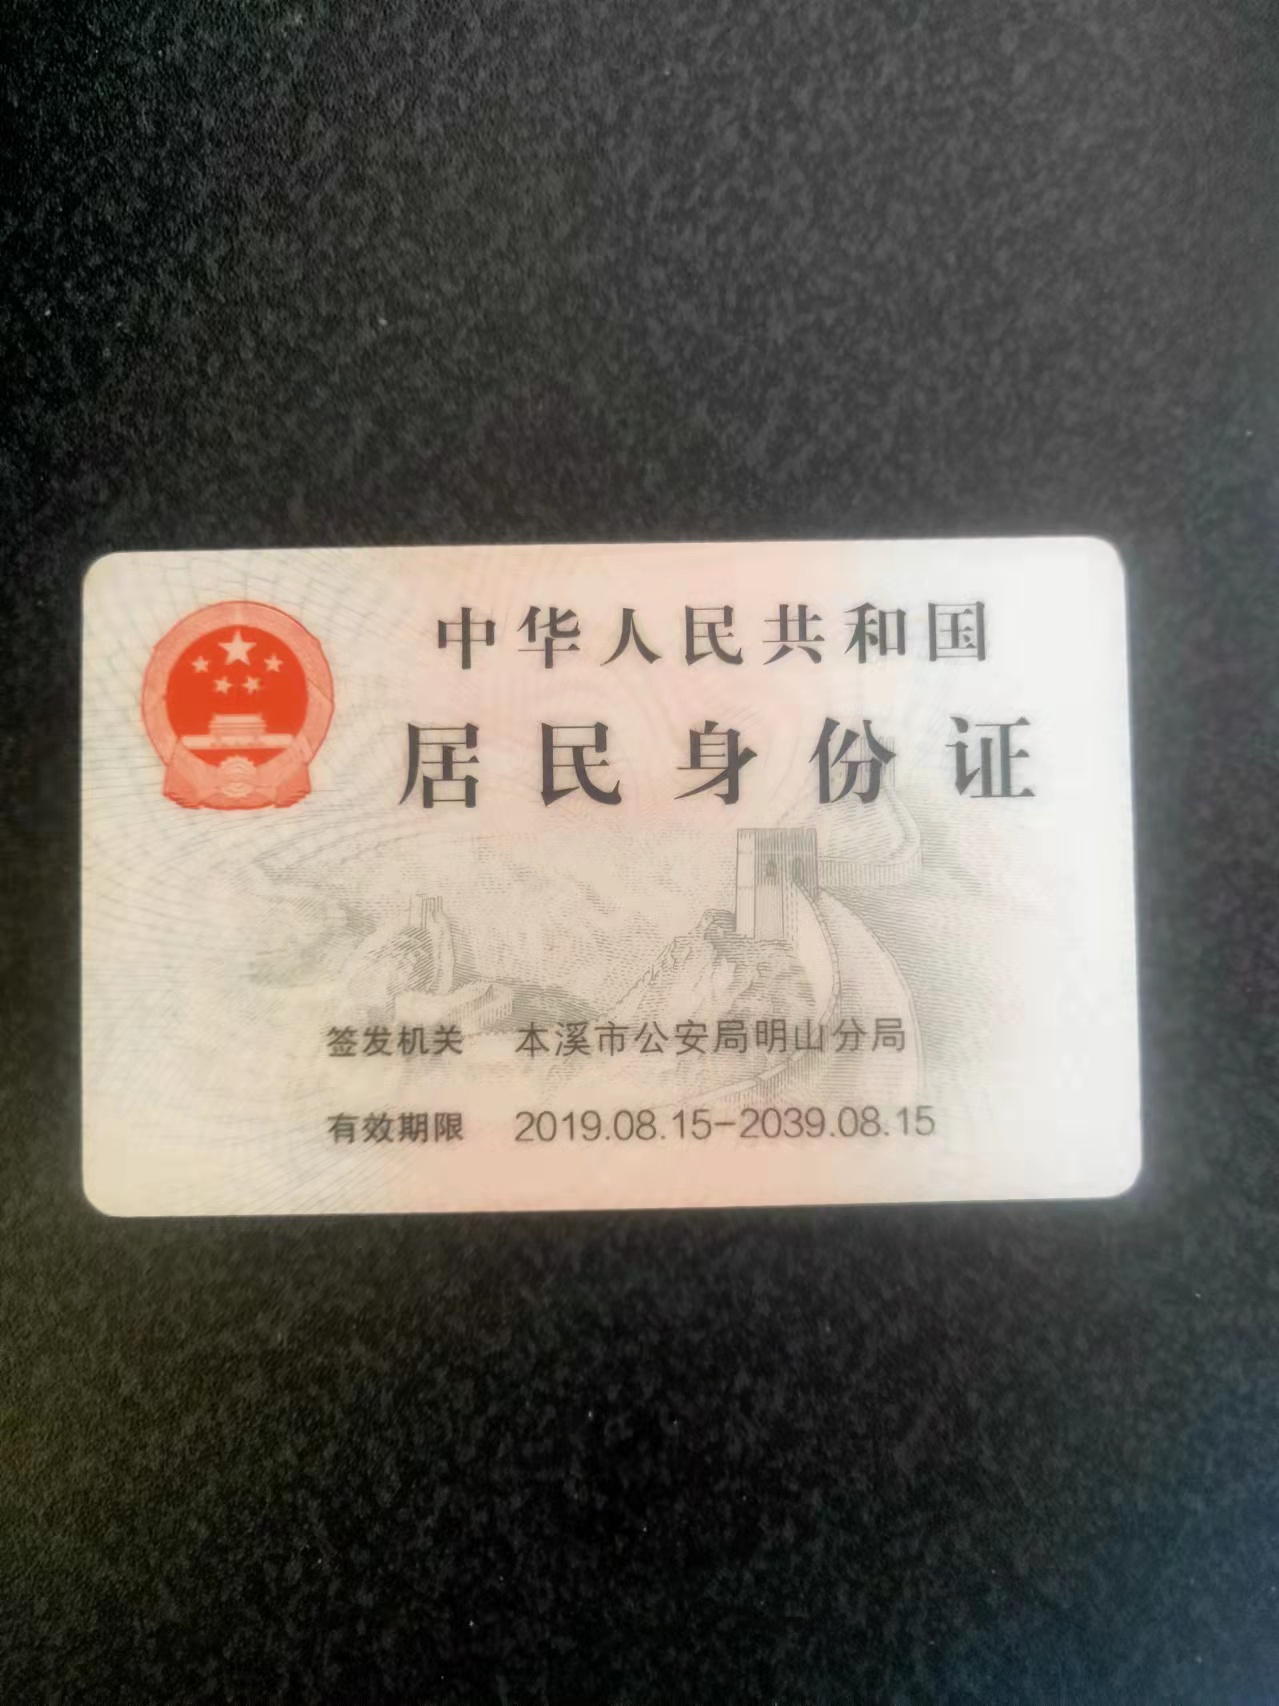 中华人民共和国
居民身份证
签发机关 本溪市公安局明山分局
有效期限 2019.08.15-2039.08.15